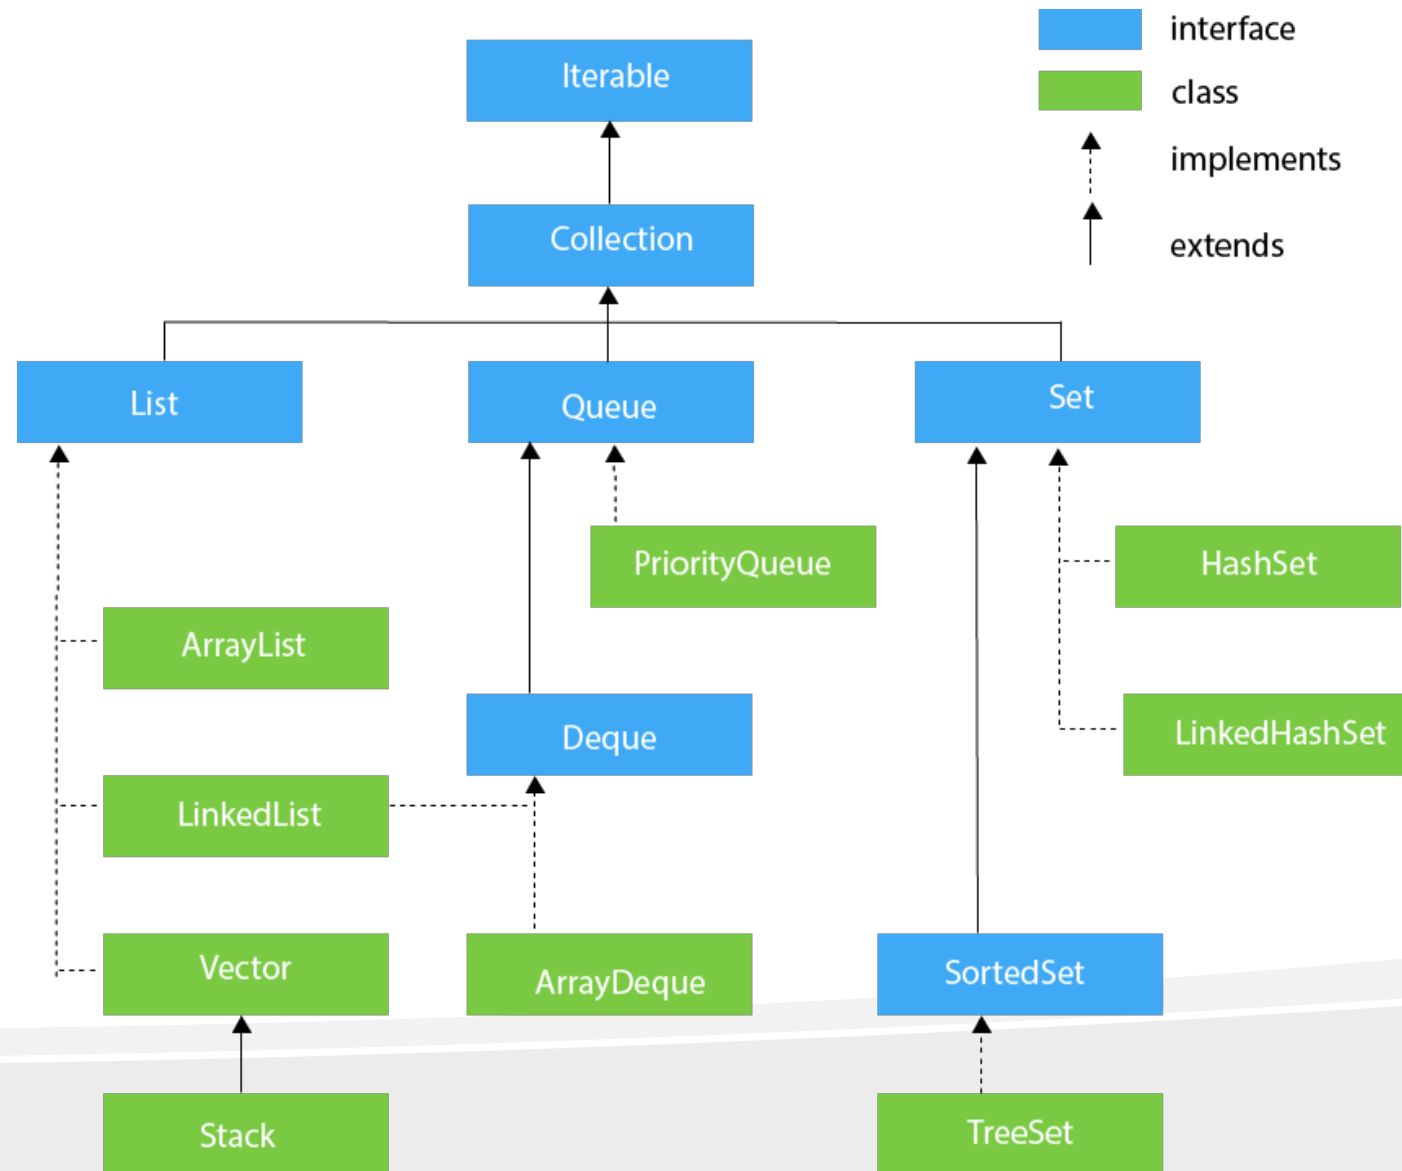 interface
class
implements
extends
Iterable
Collection
List
Queue
Set
PriorityQueue
HashSet
ArrayList
Deque
LinkedHashSet
LinkedList
Vector
ArrayDeque
SortedSet
Stack
TreeSet